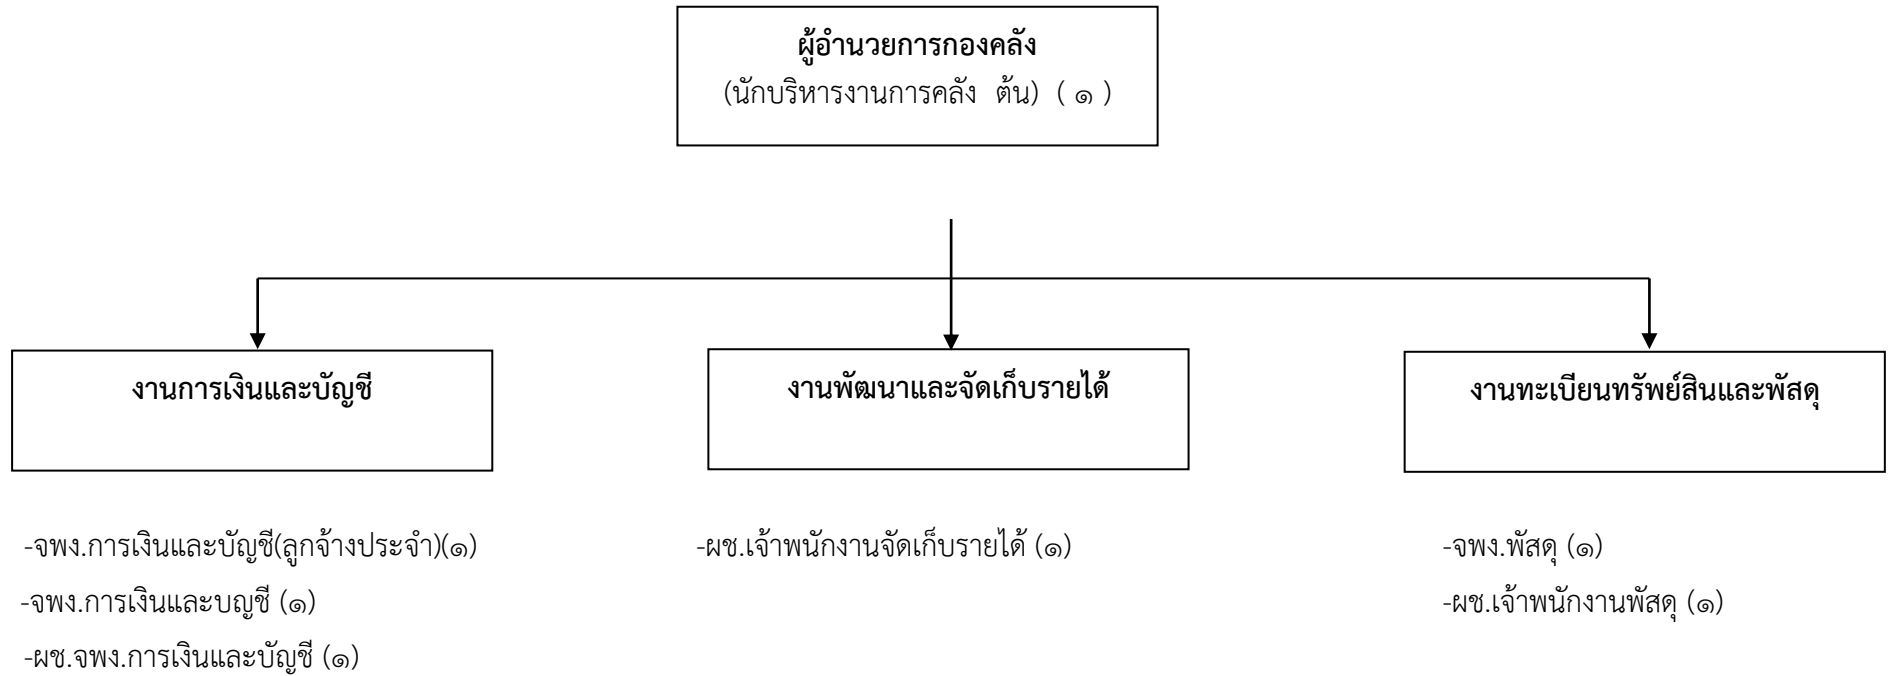 ผู้อำนวยการกองคลัง
(นักบริหารงานการคลัง ต้น) ( ๑ )
งานการเงินและบัญชี
งานพัฒนาและจัดเก็บรายได้
งานทะเบียนทรัพย์สินและพัสดุ
-จพง.การเงินและบัญชี(ลูกจ้างประจำ)(๑)
-จพง.การเงินและบญชี (๑)
-ผช.จพง.การเงินและบัญชี (๑)
-ผช.เจ้าพนักงานจัดเก็บรายได้ (๑)
-จพง.พัสดุ (๑)
-ผช.เจ้าพนักงานพัสดุ (๑)